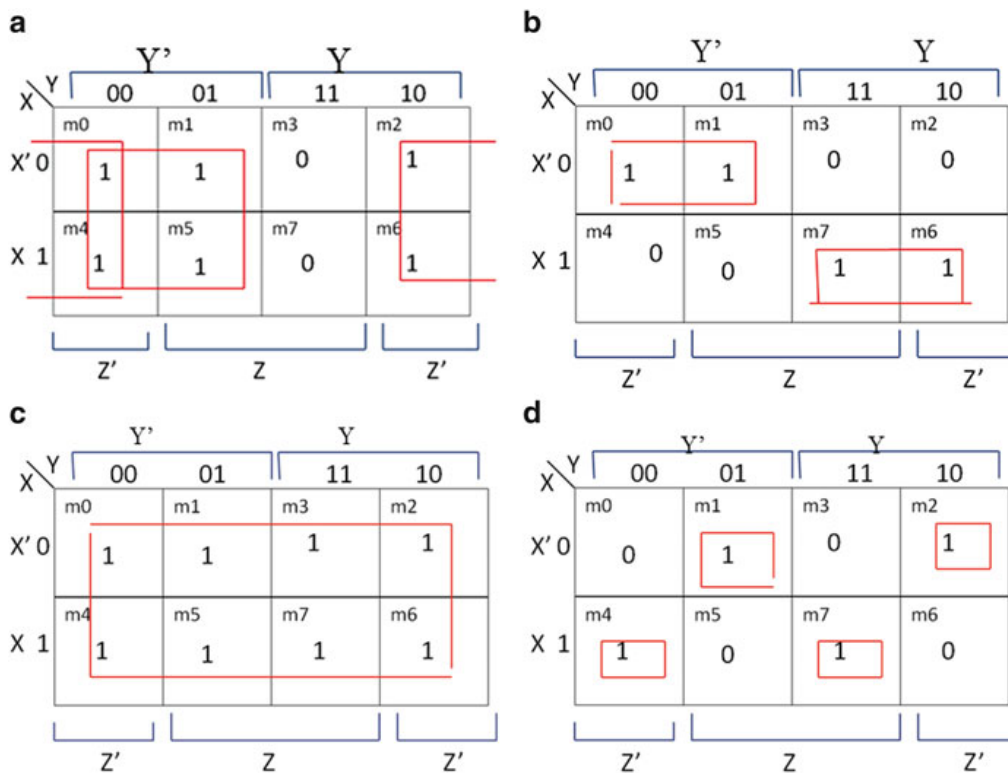 a
Y' Y
Y
X 00 01 11 10
m0 m1 m3 m2
X' 0 1 1 0 1
m4 m5 m7 m6
X 1 1 1 0 1
Z' Z Z'
b
Y' Y
Y
X 00 01 11 10
m0 m1 m3 m2
X' 0 1 1 0 0
m4 m5 m7 m6
X 1 0 0 1 1
Z' Z Z'
c
Y' Y
Y
X 00 01 11 10
m0 m1 m3 m2
X' 0 1 1 1 1
m4 m5 m7 m6
X 1 1 1 1 1
Z' Z Z'
d
Y' Y
Y
X 00 01 11 10
m0 m1 m3 m2
X' 0 0 1 0 1
m4 m5 m7 m6
X 1 1 0 1 0
Z' Z Z'